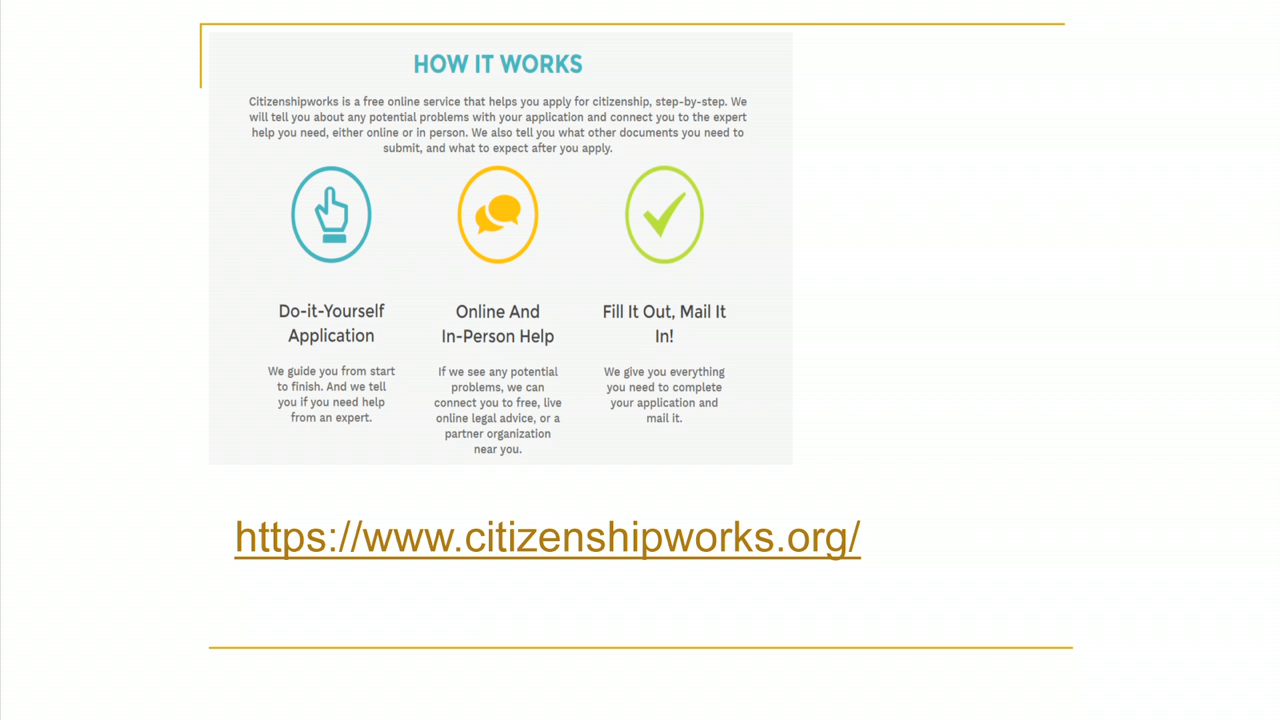 HOW IT WORKS
Citizenshipworks is a free online service that helps you apply for citizenship, step-by-step. We
will tell you about any potential problems with your application and connect you to the expert
help you need, either online or in person. We also tell you what other documents you need to
submit, and what to expect after you apply.
Do-it-Yourself
Application
We guide you from start
to finish. And we tell
you if you need help
from an expert.
Online And
In-Person Help
If we see any potential
problems, we can
connect you to free, live
online legal advice, or a
partner organization
near you.
Fill It Out, Mail It
In!
We give you everything
you need to complete
your application and
mail it.
https://www.citizenshipworks.org/